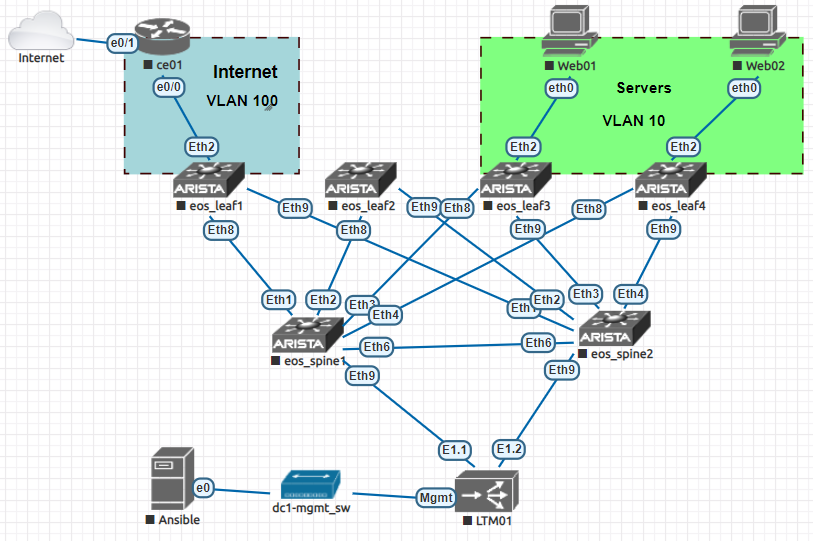 e0/1
Internet
ce01
e0/0
Internet
VLAN 100
Web01
Web02
eth0
Servers
eth0
VLAN 10
Eth2
Eth2
Eth2
ARISTA
ARISTA
ARISTA
ARISTA
eos_leaf1
eos_leaf2
eos_leaf3
eos_leaf4
Eth9
Eth9
Eth8
Eth8
Eth8
Eth8
Eth9
Eth9
Eth1
Eth2
Eth3
Eth4
Eth1
Eth2
Eth3
Eth4
ARISTA
ARISTA
eos_spine1
Eth6
Eth6
eos_spine2
Eth9
Eth9
E1.1
E1.2
e0
Mgmt
dc1-mgmt_sw
Ansible
LTM01